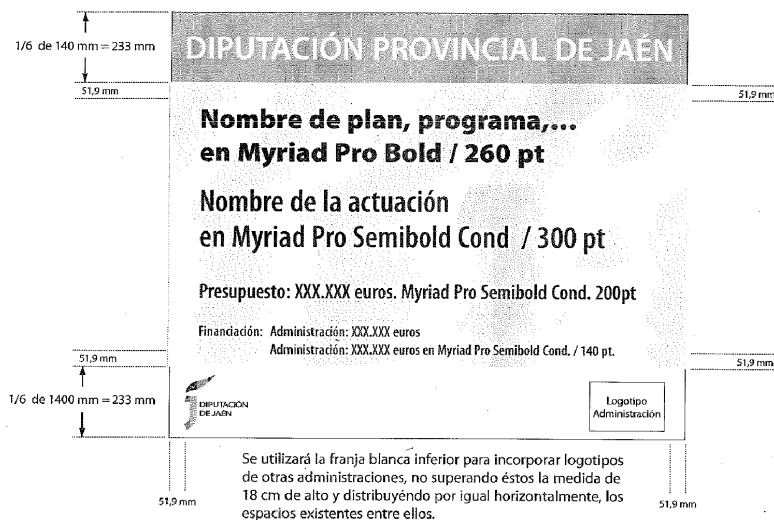 1/6 de 140 mm = 233 mm
DIPUTACIÓN PROVINCIAL DE JAÉN
51,9 mm
51,9 mm
Nombre de plan, programa,...
en Myriad Pro Bold / 260 pt
Nombre de la actuación
en Myriad Pro Semibold Cond / 300 pt
Presupuesto: XXX.XXX euros. Myriad Pro Semibold Cond. 200pt
Financiación: Administración: XXX.XXX euros
Administración: XXX.XXX euros en Myriad Pro Semibold Cond. / 140 pt.
51,9 mm
51,9 mm
1/6 de 1400 mm = 233 mm
DIPUTACIÓN
DE JAÉN
Logotipo
Administración
Se utilizará la franja blanca inferior para incorporar logotipos
de otras administraciones, no superando éstos la medida de
18 cm de alto y distribuyéndo por igual horizontalmente, los
espacios existentes entre ellos.
51,9 mm
51,9 mm